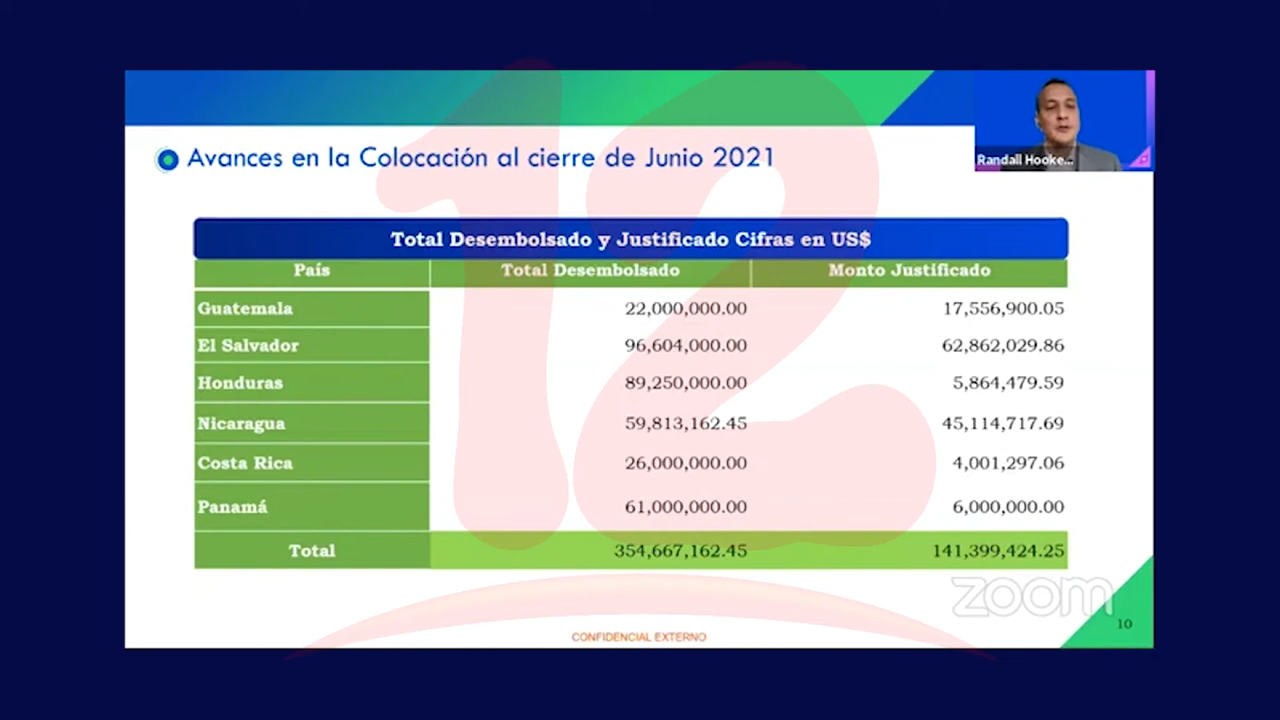 Avances en la Colocación al cierre de Junio 2021
Randall Hooke...
Total Desembolsado y Justificado Cifras en US$
País Total Desembolsado Monto Justificado
Guatemala 22,000,000.00 17,556,900.05
El Salvador 96,604,000.00 62,862,029.86
Honduras 89,250,000.00 5,864,479.59
Nicaragua 59,813,162.45 45,114,717.69
Costa Rica 26,000,000.00 4,001,297.06
Panamá 61,000,000.00 6,000,000.00
Total 354,667,162.45 141,399,424.25
12
zoom
10
CONFIDENCIAL EXTERNO